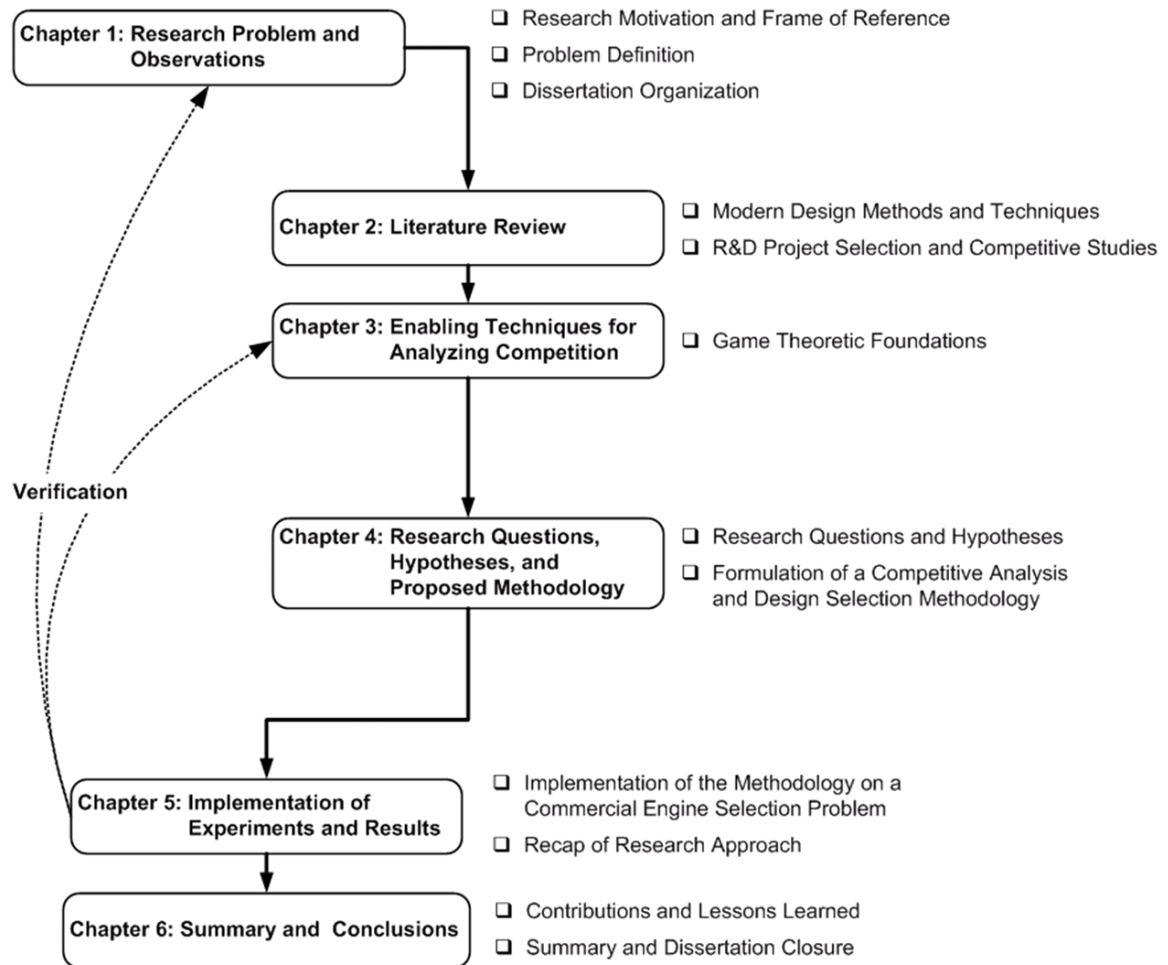 Chapter 1: Research Problem and
Observations
❑ Research Motivation and Frame of Reference
❑ Problem Definition
❑ Dissertation Organization
Chapter 2: Literature Review
❑ Modern Design Methods and Techniques
❑ R&D Project Selection and Competitive Studies
Chapter 3: Enabling Techniques for
Analyzing Competition
❑ Game Theoretic Foundations
Verification
Chapter 4: Research Questions,
Hypotheses, and
Proposed Methodology
❑ Research Questions and Hypotheses
❑ Formulation of a Competitive Analysis
and Design Selection Methodology
Chapter 5: Implementation of
Experiments and Results
❑ Implementation of the Methodology on a
Commercial Engine Selection Problem
❑ Recap of Research Approach
Chapter 6: Summary and Conclusions
❑ Contributions and Lessons Learned
❑ Summary and Dissertation Closure